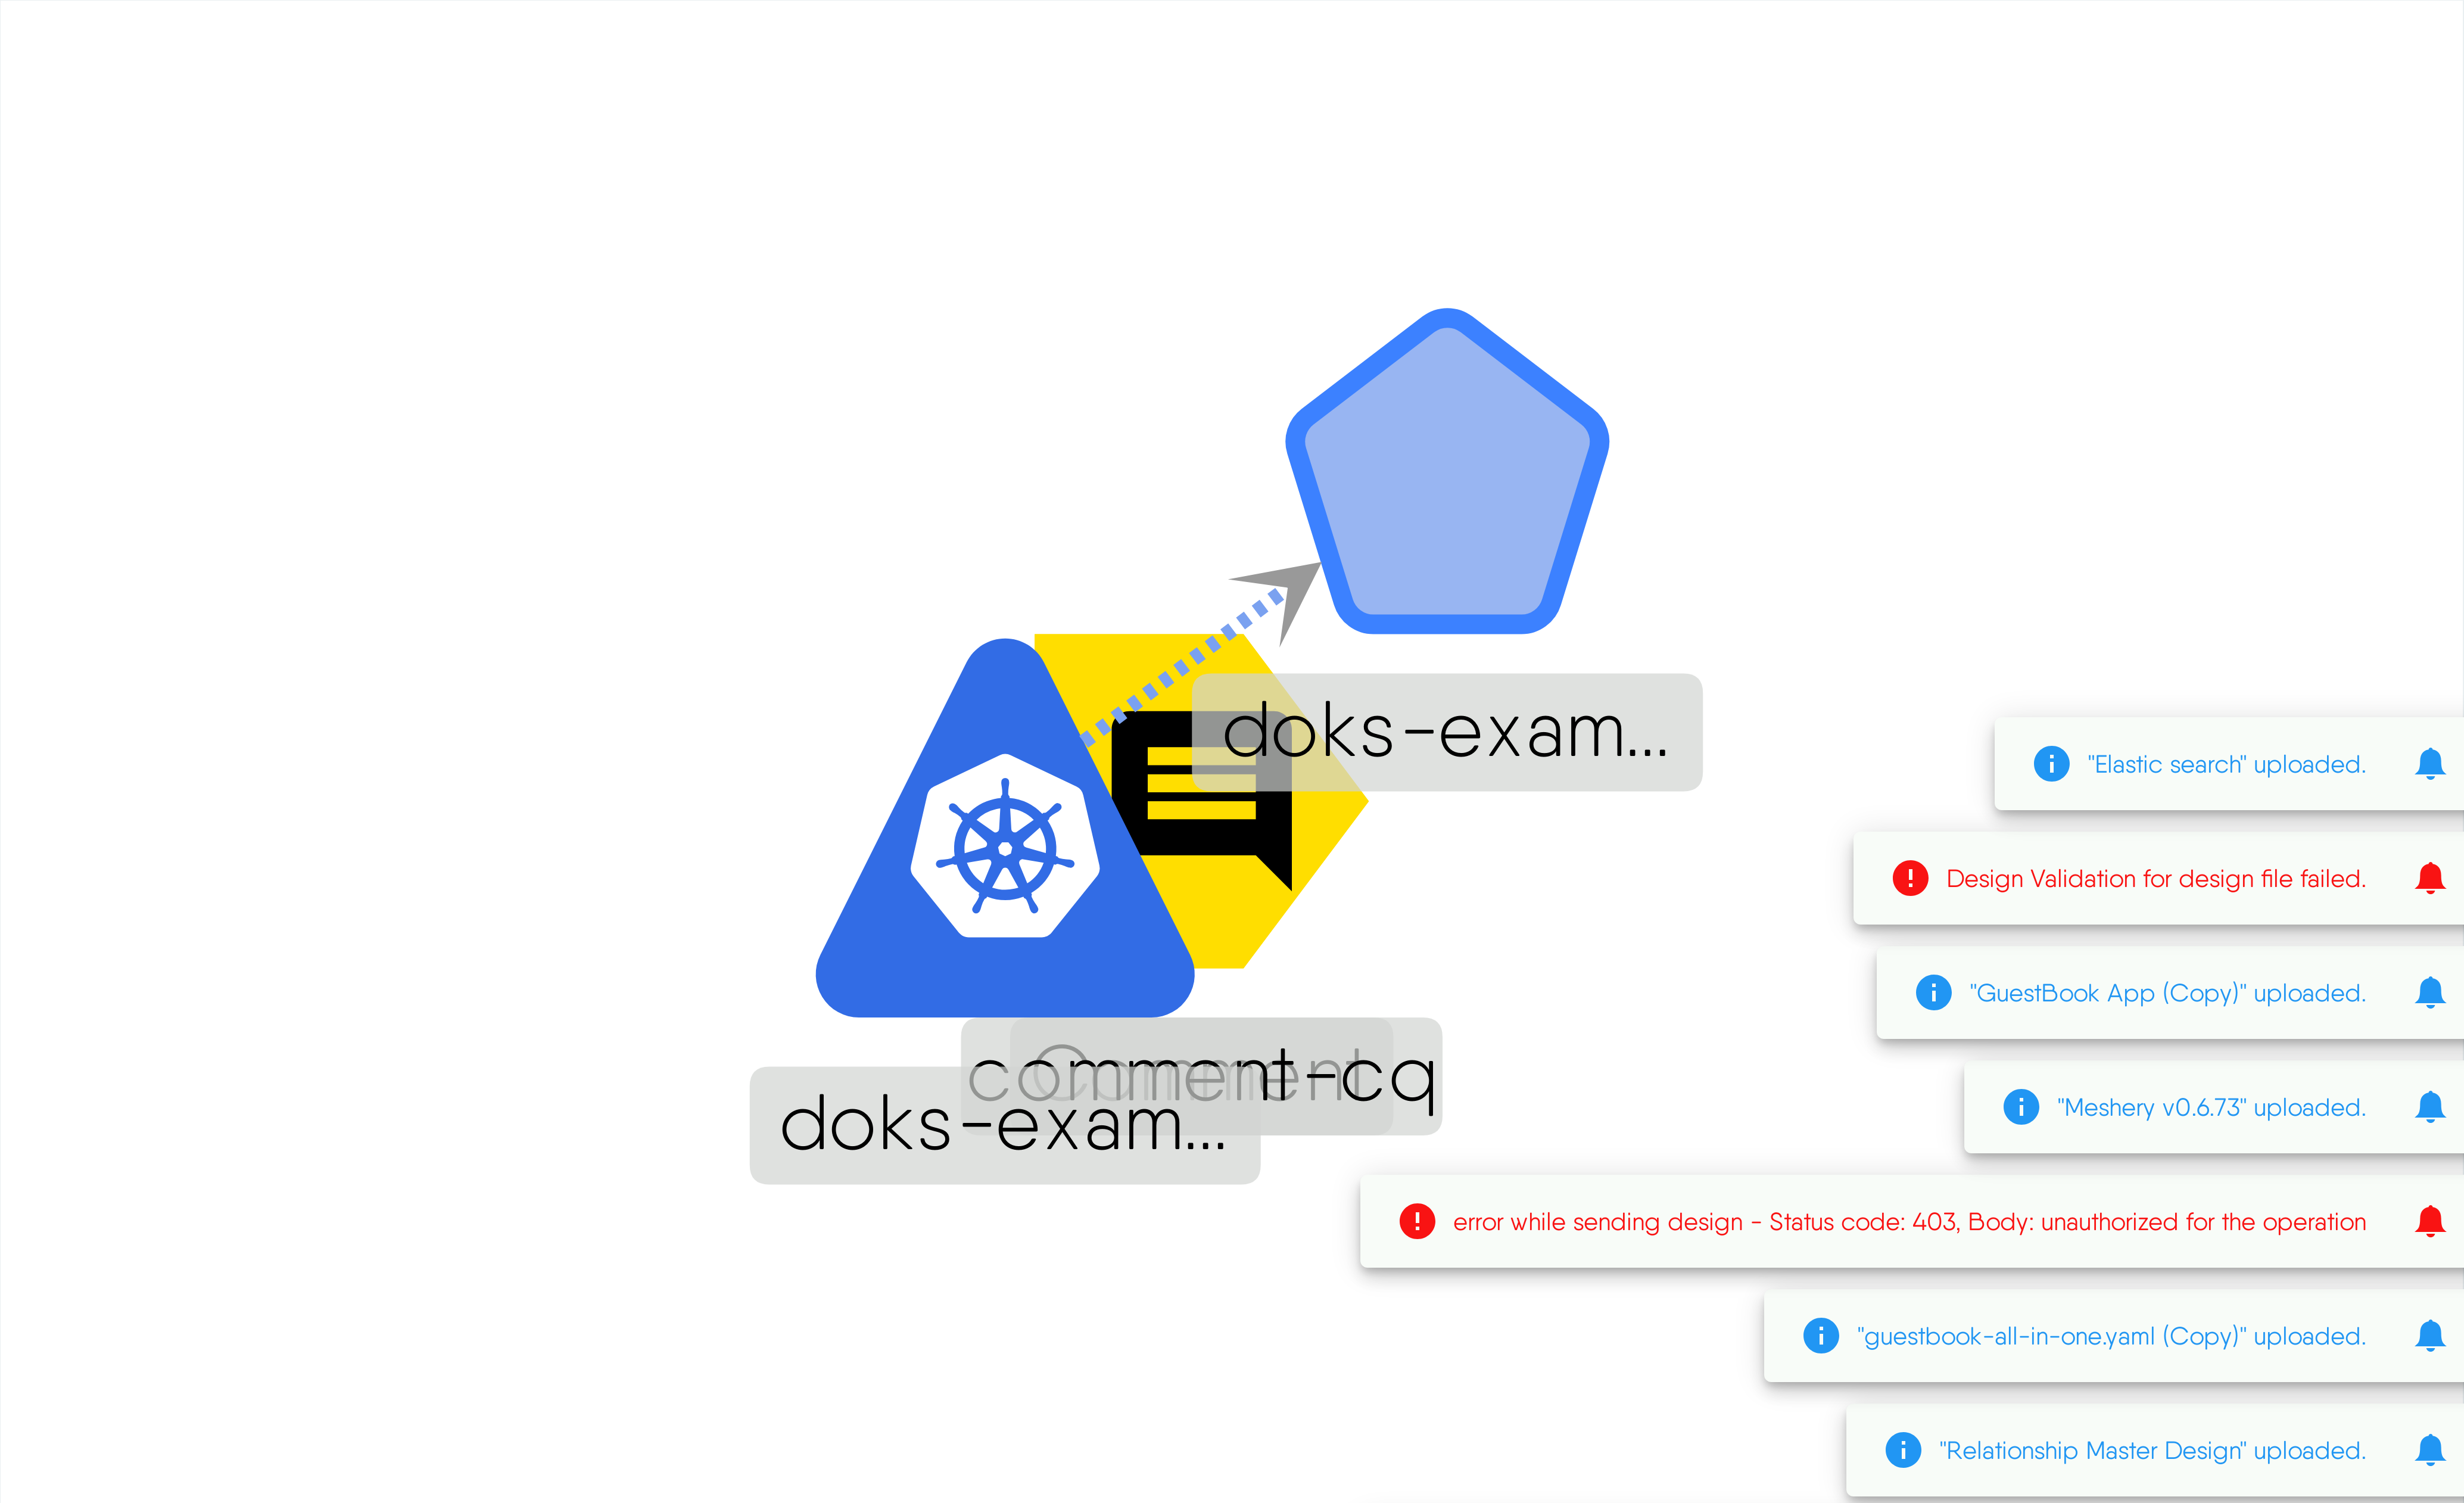 doks-exam...
Comment
comment-cq
doks-exam...
"Elastic search" uploaded.
Design Validation for design file failed.
"GuestBook App (Copy)" uploaded.
"Meshery v0.6.73" uploaded.
error while sending design - Status code: 403, Body: unauthorized for the operation
"guestbook-all-in-one.yaml (Copy)" uploaded.
"Relationship Master Design" uploaded.